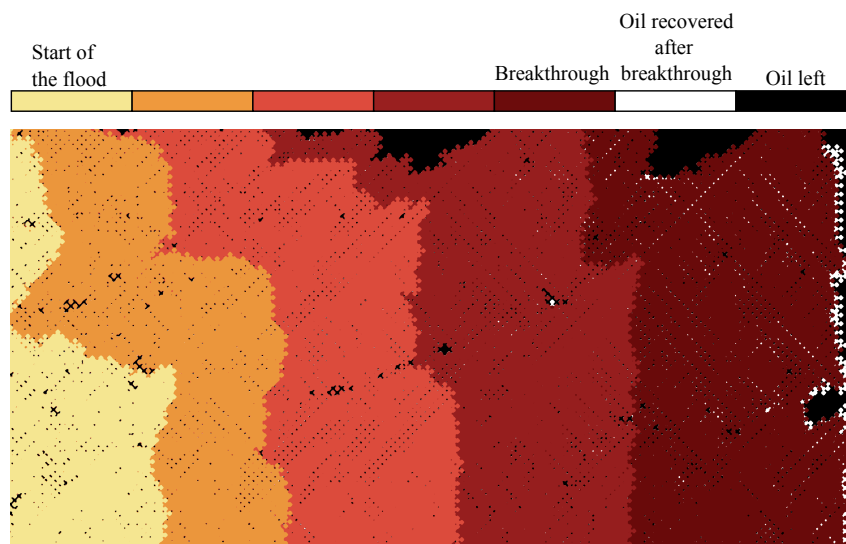 Start of
the flood
Breakthrough
Oil recovered
after
breakthrough
Oil left